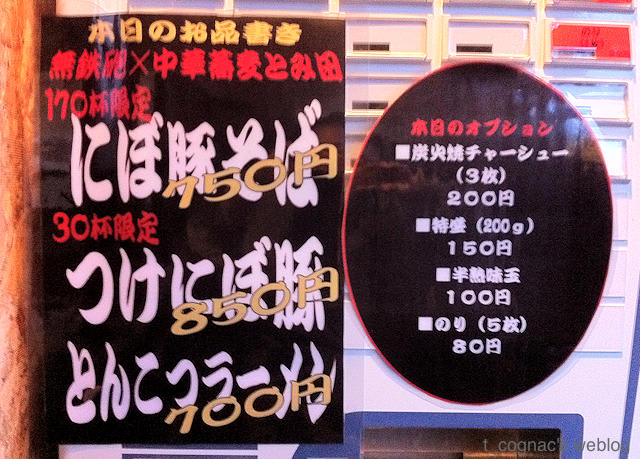 本日のお品書き
無鉄砲×中華蕎麦とみ田
170杯限定
にぼ豚そば
750円
30杯限定
つけにぼ豚
850円
とんこつラーメン
700円
本日のオプション
■炭火焼チャーシュー
(3枚)
200円
■特盛(200g)
150円
■半熟味玉
100円
■のり(5枚)
80円
t_cognac's weblog